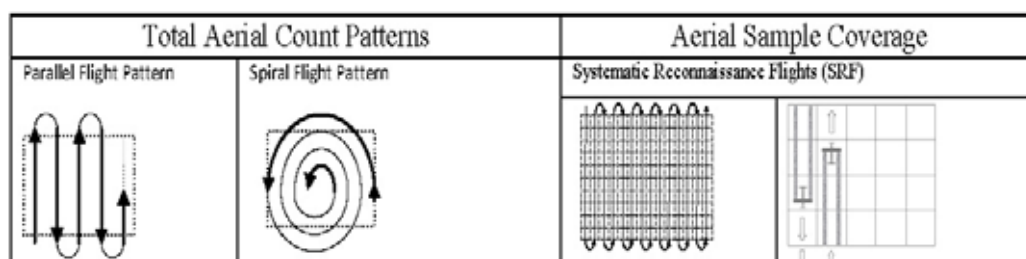 Total Aerial Count Patterns
Aerial Sample Coverage
Parallel Flight Pattern
Spiral Flight Pattern
Systematic Reconnaissance Flights (SRF)